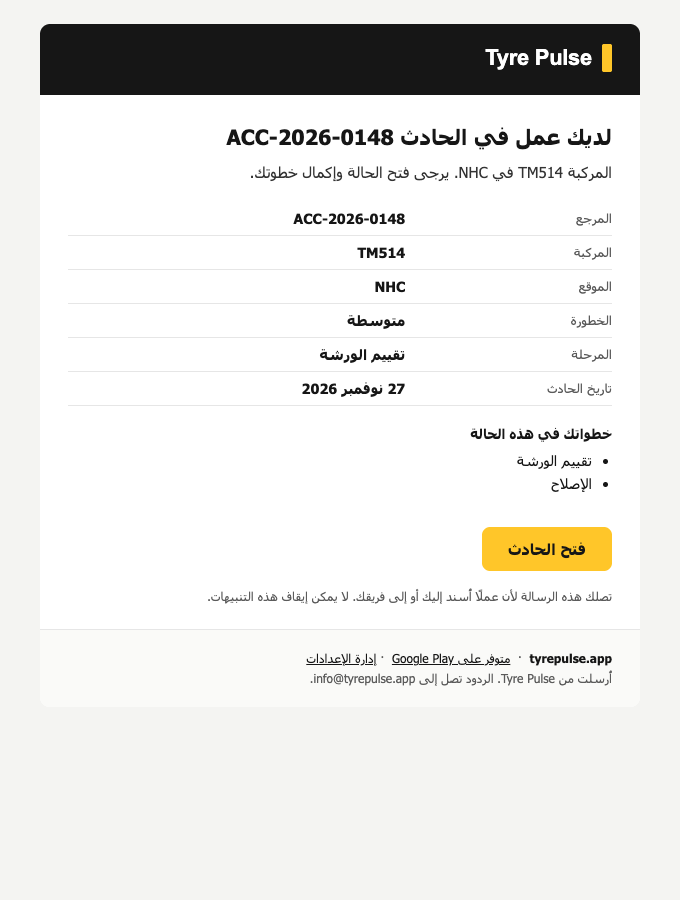 Tyre Pulse
لديك عمل في الحادث ACC-2026-0148
المركبة TM514 في NHC. يرجى فتح الحالة وإكمال خطوتك.
المرجع ACC-2026-0148
المركبة TM514
الموقع NHC
الخطورة متوسطة
المرحلة تقييم الورشة
تاريخ الحادث 27 نوفمبر 2026
خطواتك في هذه الحالة
• تقييم الورشة
• الإصلاح
فتح الحادث
تصلك هذه الرسالة لأن عملًا أسند إليك أو إلى فريقك. لا يمكن إيقاف هذه التنبيهات.
tyrepulse.app · متوفر على Google Play · إدارة الإعدادات
أرسلت من Tyre Pulse. الردود تصل إلى info@tyrepulse.app.